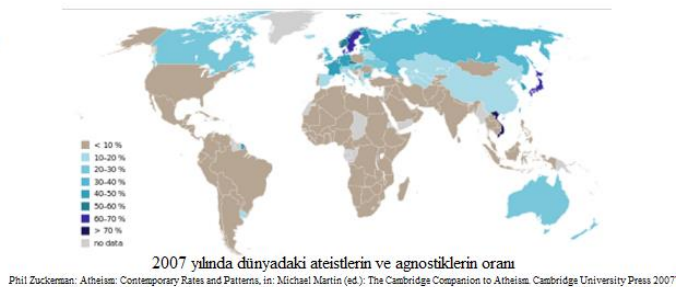 < 10 %
10-20 %
20-30 %
30-40 %
40-50 %
50-60 %
60-70 %
> 70 %
no data
2007 yılında dünyadaki ateistlerin ve agnostiklerin oranı
Phil Zuckerman: Atheism: Contemporary Rates and Patterns, in: Michael Martin (ed.): The Cambridge Companion to Atheism. Cambridge University Press 2007